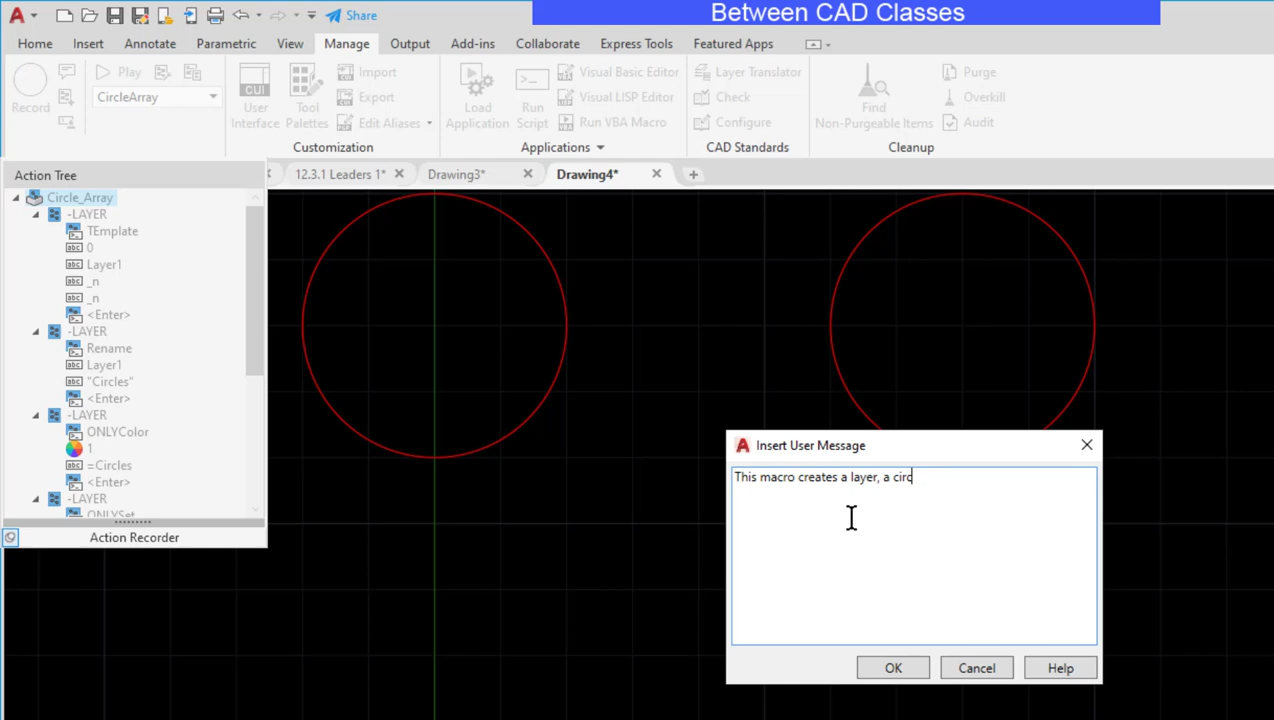 Between CAD Classes
Share
Home Insert Annotate Parametric View Manage Output Add-ins Collaborate Express Tools Featured Apps
Record
Play
CircleArray
User Interface
Tool Palettes
Import
Export
Edit Aliases
Customization
Load Application
Run Script
Visual Basic Editor
Visual LISP Editor
Run VBA Macro
Applications
Layer Translator
Check
Configure
CAD Standards
Find Non-Purgeable Items
Purge
Overkill
Audit
Cleanup
12.3.1 Leaders 1* Drawing3* Drawing4*
Action Tree
Circle_Array
-LAYER
TEmplate
0
Layer1
_n
_n
<Enter>
-LAYER
Rename
Layer1
"Circles"
<Enter>
-LAYER
ONLYColor
1
=Circles
<Enter>
-LAYER
ONLYSet
Action Recorder
Insert User Message
This macro creates a layer, a circ
OK Cancel Help